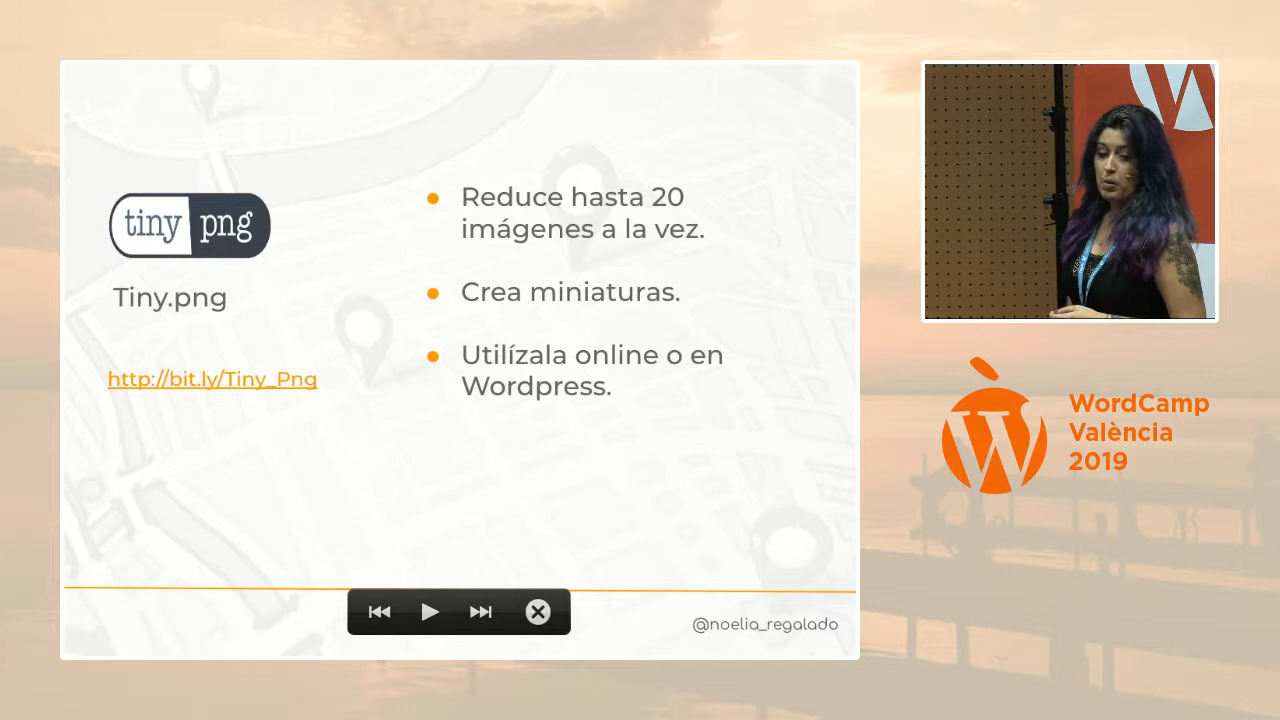 tiny png
Tiny.png
http://bit.ly/Tiny_Png
Reduce hasta 20
imágenes a la vez.
Crea miniaturas.
Utilízala online o en
Wordpress.
@noelia_regalado
WordCamp
València
2019